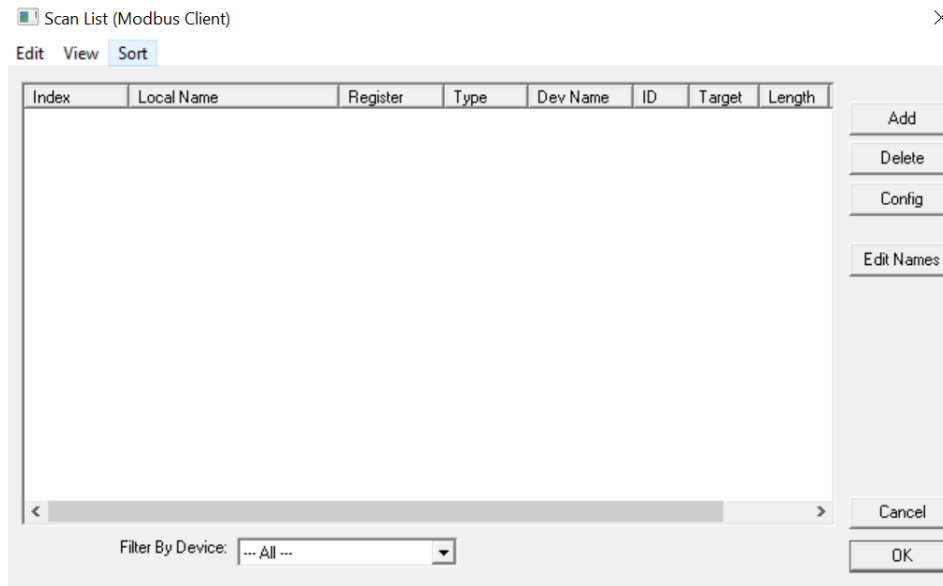 Scan List (Modbus Client)
Edit View Sort
Index Local Name Register Type Dev Name ID Target Length
Add
Delete
Config
Edit Names
Cancel
Filter By Device: --- All ---
OK